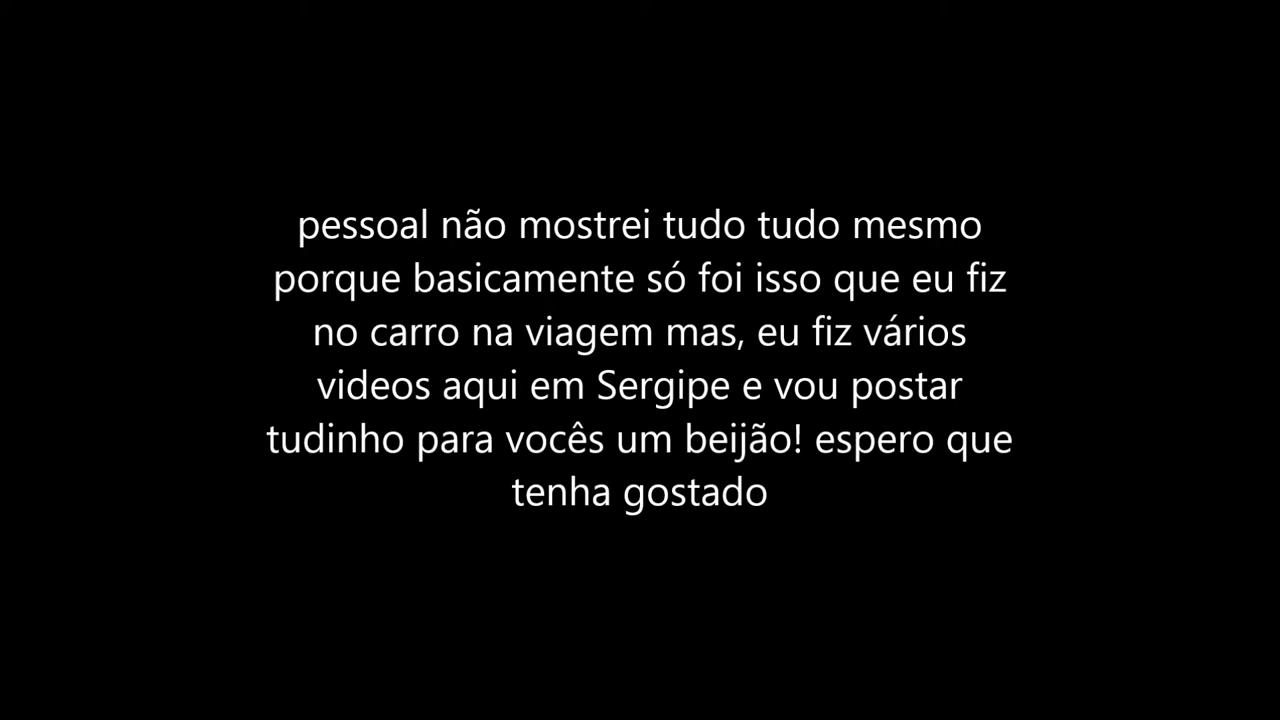 pessoal não mostrei tudo tudo mesmo
porque basicamente só foi isso que eu fiz
no carro na viagem mas, eu fiz vários
videos aqui em Sergipe e vou postar
tudinho para vocês um beijão! espero que
tenha gostado